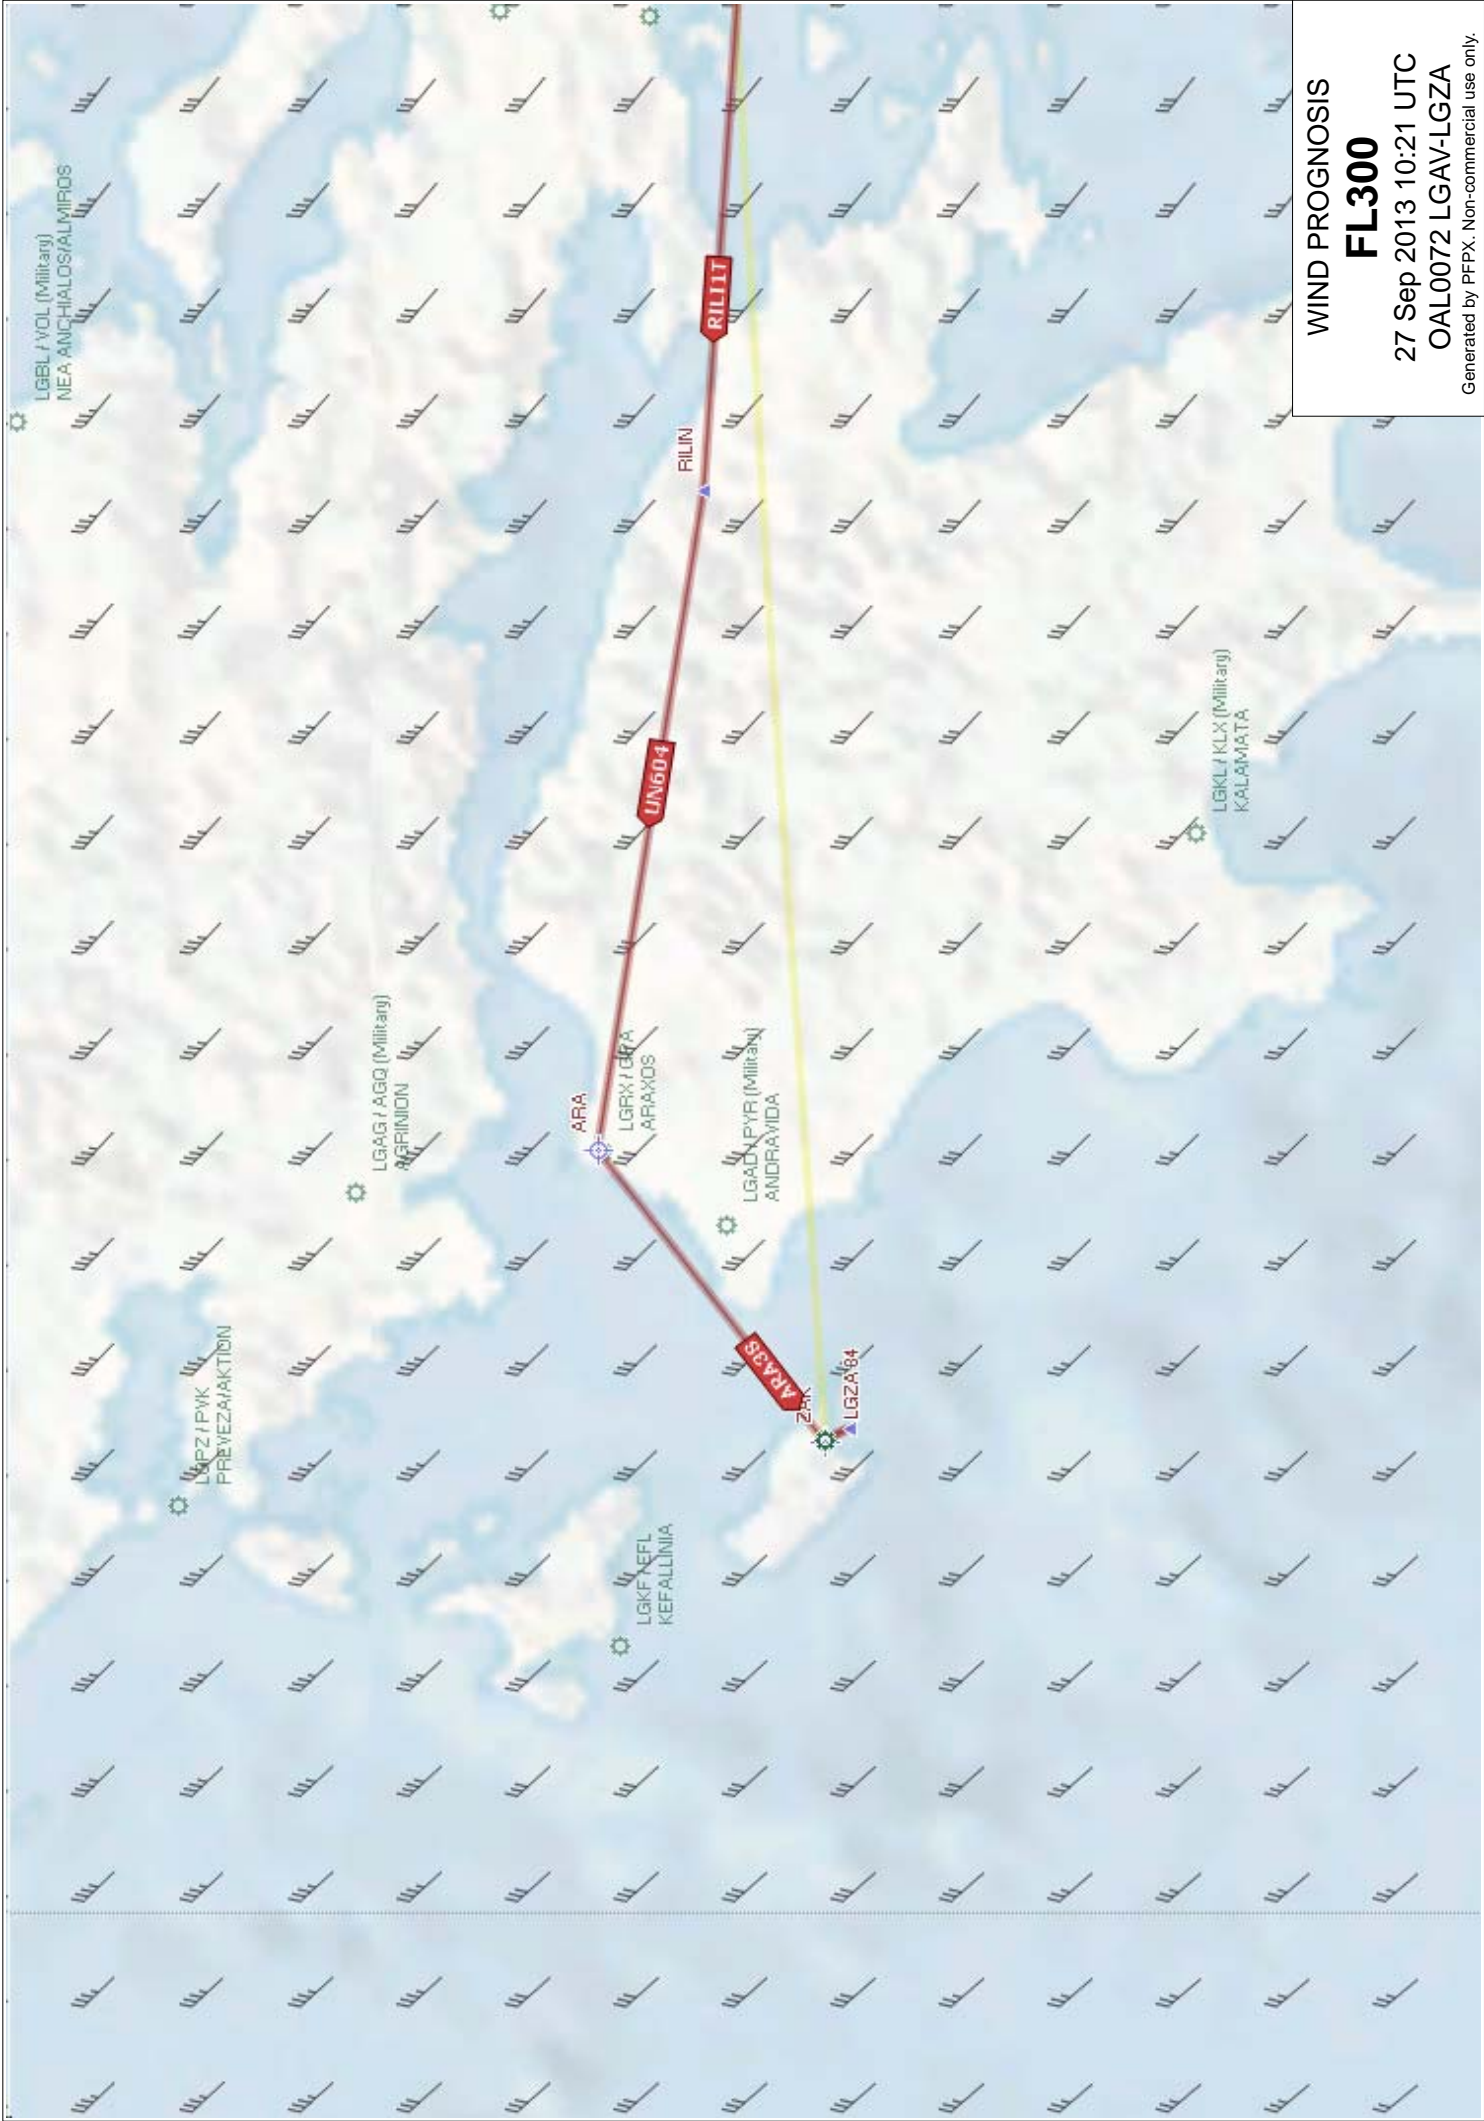 LGBL / VOL (Military)
NEA ANCHIALOS/ALMIROS
LGPZ / PVK
PREVEZA/AKTION
LGAG / AGQ (Military)
AGRINION
ARA
LGRX / GPA
ARAXOS
LGKF / EFL
KEFALLINIA
UN604
RILIN
RILI1T
LGAD / PYR (Military)
ANDRAVIDA
ARA3S
ZAK
LGZA 84
LGKL / KLX (Military)
KALAMATA
WIND PROGNOSIS
FL300
27 Sep 2013 10:21 UTC
OAL0072 LGAV-LGZA
Generated by PFPX. Non-commercial use only.